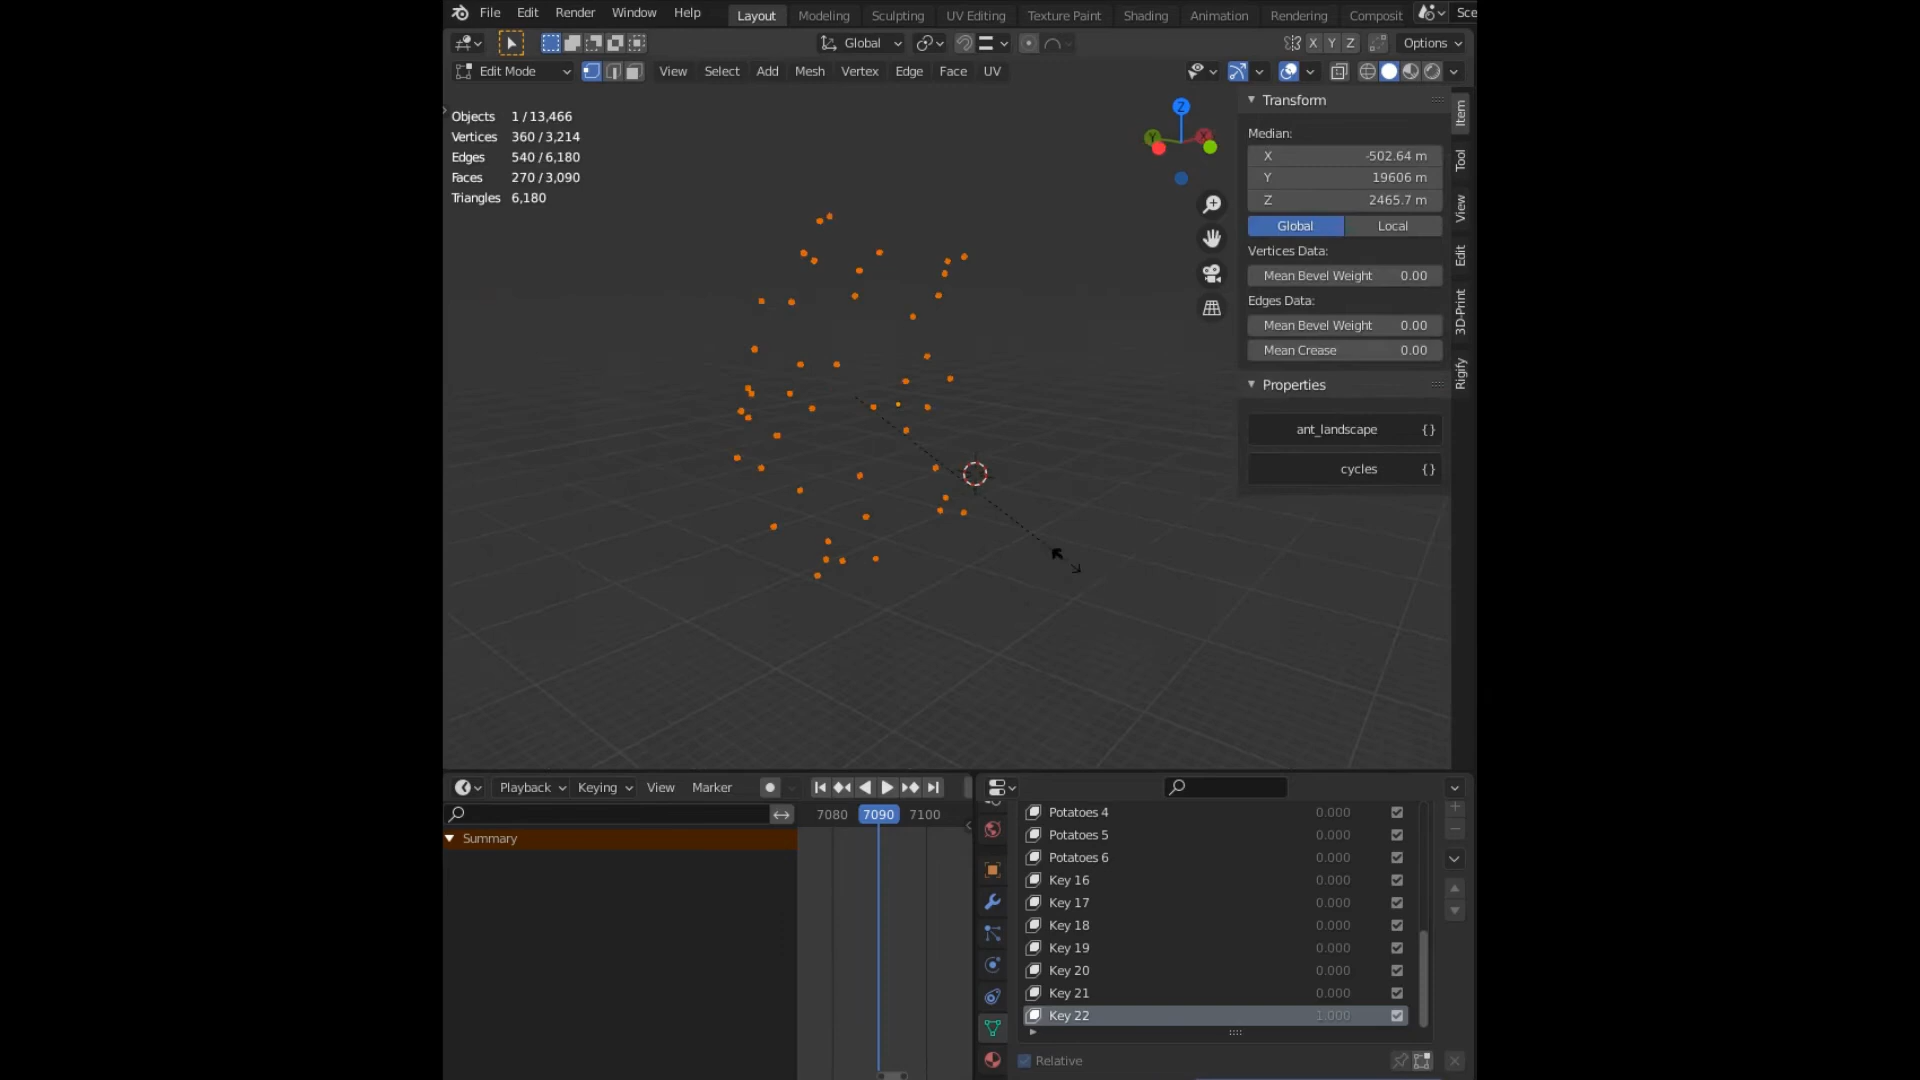 File Edit Render Window Help Layout Modeling Sculpting UV Editing Texture Paint Shading Animation Rendering Composit Sce
Global X Y Z Options
Edit Mode View Select Add Mesh Vertex Edge Face UV
Objects 1 / 13,466
Vertices 360 / 3,214
Edges 540 / 6,180
Faces 270 / 3,090
Triangles 6,180
Z
Y
X
Transform
Median:
X -502.64 m
Y 19606 m
Z 2465.7 m
Global Local
Vertices Data:
Mean Bevel Weight 0.00
Edges Data:
Mean Bevel Weight 0.00
Mean Crease 0.00
Properties
ant_landscape {}
cycles {}
Item
Tool
View
Edit
3D-Print
Rigify
Playback Keying View Marker
7080 7090 7100
Summary
Potatoes 4 0.000
Potatoes 5 0.000
Potatoes 6 0.000
Key 16 0.000
Key 17 0.000
Key 18 0.000
Key 19 0.000
Key 20 0.000
Key 21 0.000
Key 22 1.000
Relative